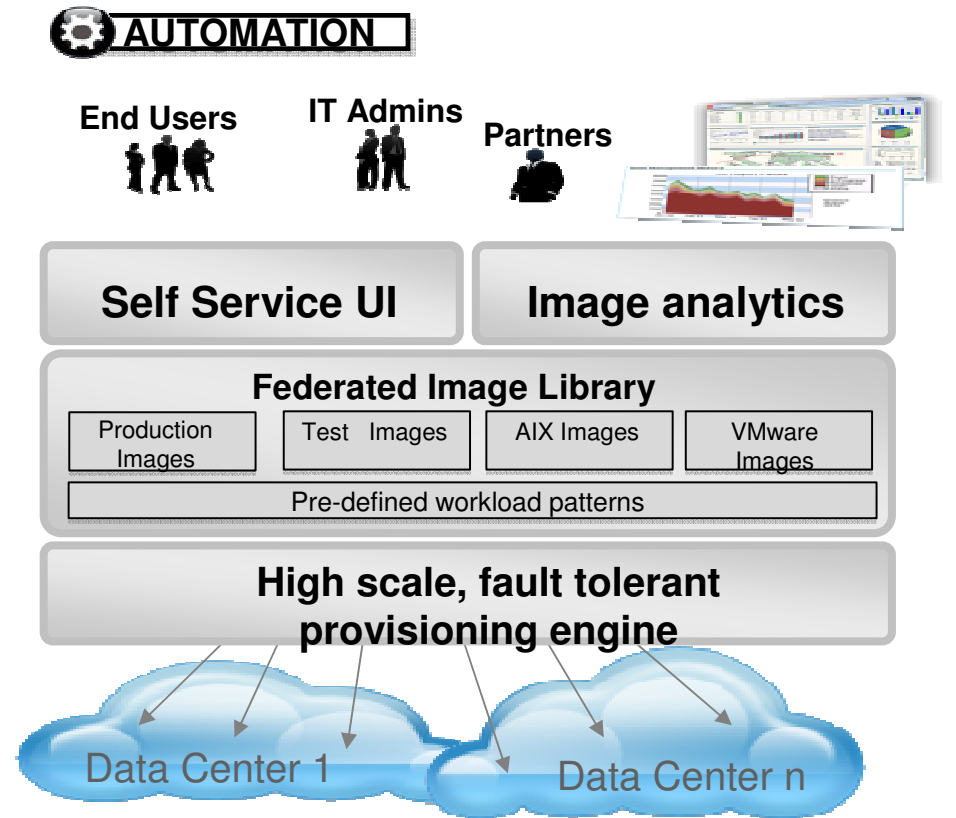 AUTOMATION
End Users
IT Admins
Partners
Self Service UI
Image analytics
Federated Image Library
Production
Images
Test Images
AIX Images
VMware
Images
Pre-defined workload patterns
High scale, fault tolerant
provisioning engine
Data Center 1
Data Center n